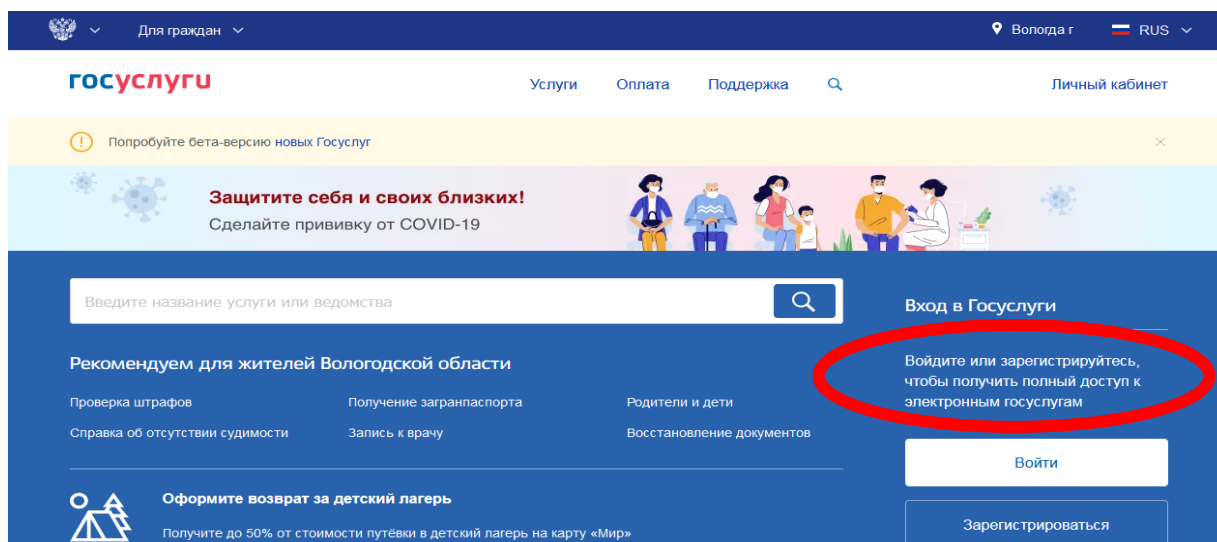 Для граждан
Вологда г
RUS
госуслуги
Услуги
Оплата
Поддержка
Личный кабинет
Попробуйте бета-версию новых Госуслуг
Защитите себя и своих близких!
Сделайте прививку от COVID-19
Введите название услуги или ведомства
Рекомендуем для жителей Вологодской области
Проверка штрафов
Получение загранпаспорта
Родители и дети
Справка об отсутствии судимости
Запись к врачу
Восстановление документов
Оформите возврат за детский лагерь
Получите до 50% от стоимости путёвки в детский лагерь на карту «Мир»
Вход в Госуслуги
Войдите или зарегистрируйтесь,
чтобы получить полный доступ к
электронным госуслугам
Войти
Зарегистрироваться